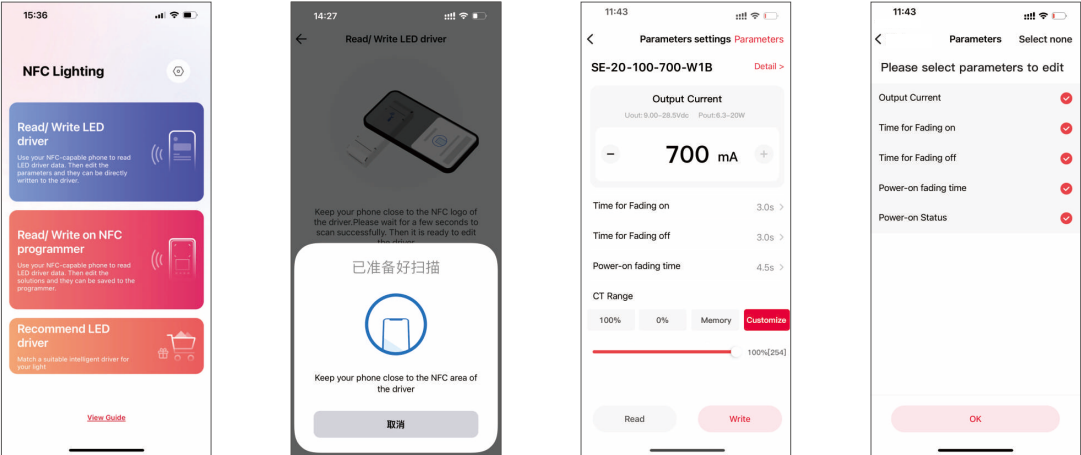 15:36
NFC Lighting
Read/ Write LED
driver
Use your NFC-capable phone to read
LED driver data. Then edit the
parameters and they can be directly
written to the driver.
Read/ Write on NFC
programmer
Use your NFC-capable phone to read
LED driver data. Then edit the
solutions and they can be saved to the
programmer.
Recommend LED
driver
Match a suitable intelligent driver for
your light
View Guide
14:27
Read/ Write LED driver
Keep your phone close to the NFC logo of
the driver.Please wait for a few seconds to
scan successfully. Then it is ready to edit
the driver
已准备好扫描
Keep your phone close to the NFC area of
the driver
取消
11:43
Parameters settings Parameters
SE-20-100-700-W1B Detail >
Output Current
Uout:9.00~28.5Vdc Pout:6.3~20W
- 700 mA +
Time for Fading on 3.0s >
Time for Fading off 3.0s >
Power-on fading time 4.5s >
CT Range
100% 0% Memory Customize
100%[254]
Read Write
11:43
Parameters Select none
Please select parameters to edit
Output Current
Time for Fading on
Time for Fading off
Power-on fading time
Power-on Status
OK